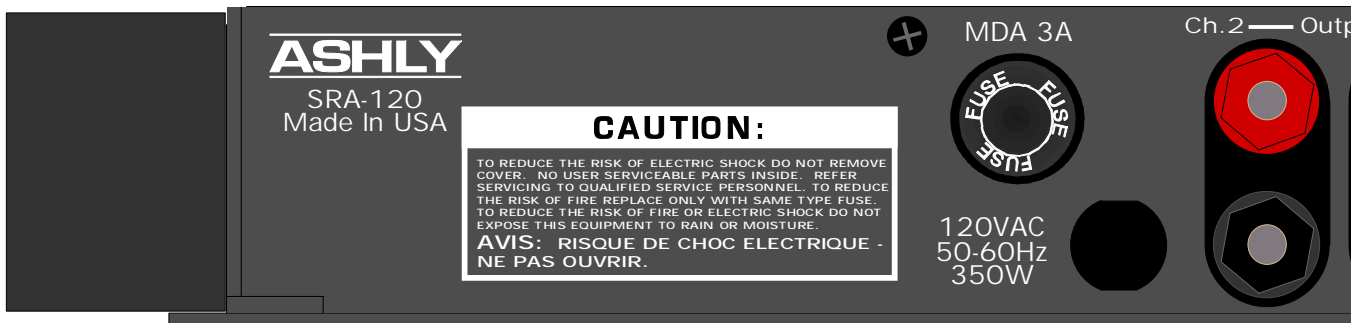 ASHLY
SRA-120
Made In USA
CAUTION:
TO REDUCE THE RISK OF ELECTRIC SHOCK DO NOT REMOVE
COVER. NO USER SERVICEABLE PARTS INSIDE. REFER
SERVICING TO QUALIFIED SERVICE PERSONNEL. TO REDUCE
THE RISK OF FIRE REPLACE ONLY WITH SAME TYPE FUSE.
TO REDUCE THE RISK OF FIRE OR ELECTRIC SHOCK DO NOT
EXPOSE THIS EQUIPMENT TO RAIN OR MOISTURE.
AVIS: RISQUE DE CHOC ELECTRIQUE -
NE PAS OUVRIR.
MDA 3A
FUSE
FUSE
FUSE
120VAC
50-60Hz
350W
Ch.2 — Outp